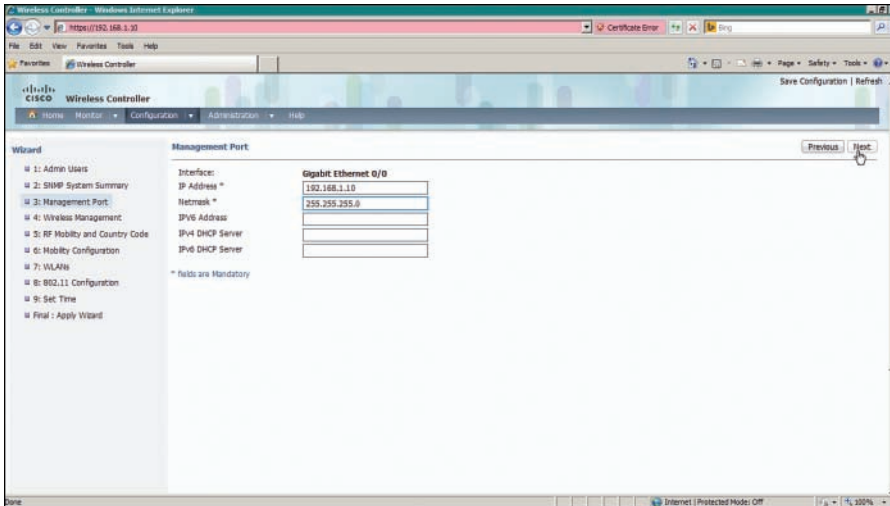 Wireless Controller - Windows Internet Explorer
https://192.168.1.10
Certificate Error
Bing
File Edit View Favorites Tools Help
Favorites Wireless Controller
Page Safety Tools
Save Configuration | Refresh
CISCO Wireless Controller
Home Monitor Configuration Administration Help
Wizard
1: Admin Users
2: SNMP System Summary
3: Management Port
4: Wireless Management
5: RF Mobility and Country Code
6: Mobility Configuration
7: WLANs
8: 802.11 Configuration
9: Set Time
Final : Apply Wizard
Management Port
Previous Next
Interface: Gigabit Ethernet 0/0
IP Address * 192.168.1.10
Netmask * 255.255.255.0
IPV6 Address
IPv4 DHCP Server
IPv6 DHCP Server
* fields are Mandatory
Done
Internet | Protected Mode: Off
100%